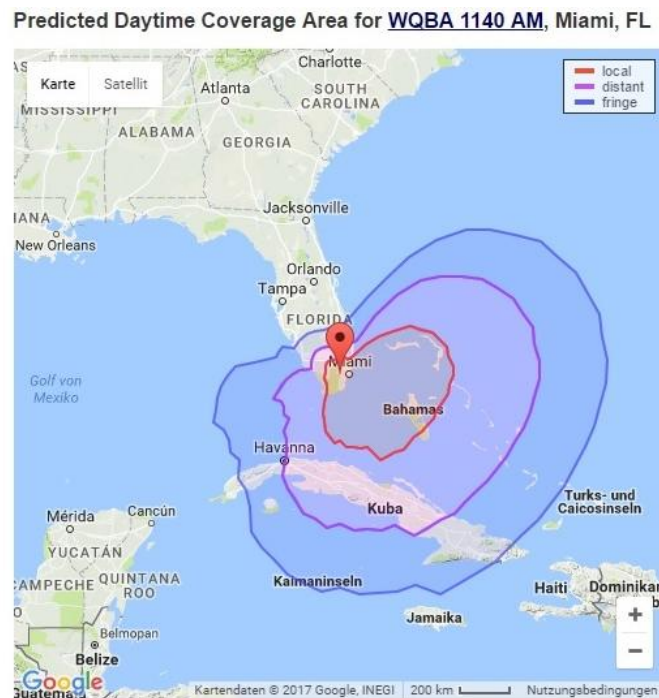 Predicted Daytime Coverage Area for WQBA 1140 AM, Miami, FL
Karte Satellit
local
distant
fringe
Charlotte
Atlanta
SOUTH
CAROLINA
MISSISSIPPI
ALABAMA
GEORGIA
Jacksonville
New Orleans
Orlando
Tampa
FLORIDA
Miami
Golf von
Mexiko
Bahamas
Havanna
Kuba
Turks- und
Caicosinseln
Cancún
Mérida
YUCATÁN
CAMPECHE QUINTANA
ROO
Kaimaninseln
Haiti Dominikan
Jamaika
Belmopan
Belize
+
−
Google
Guatema
Kartendaten © 2017 Google, INEGI 200 km Nutzungsbedingungen